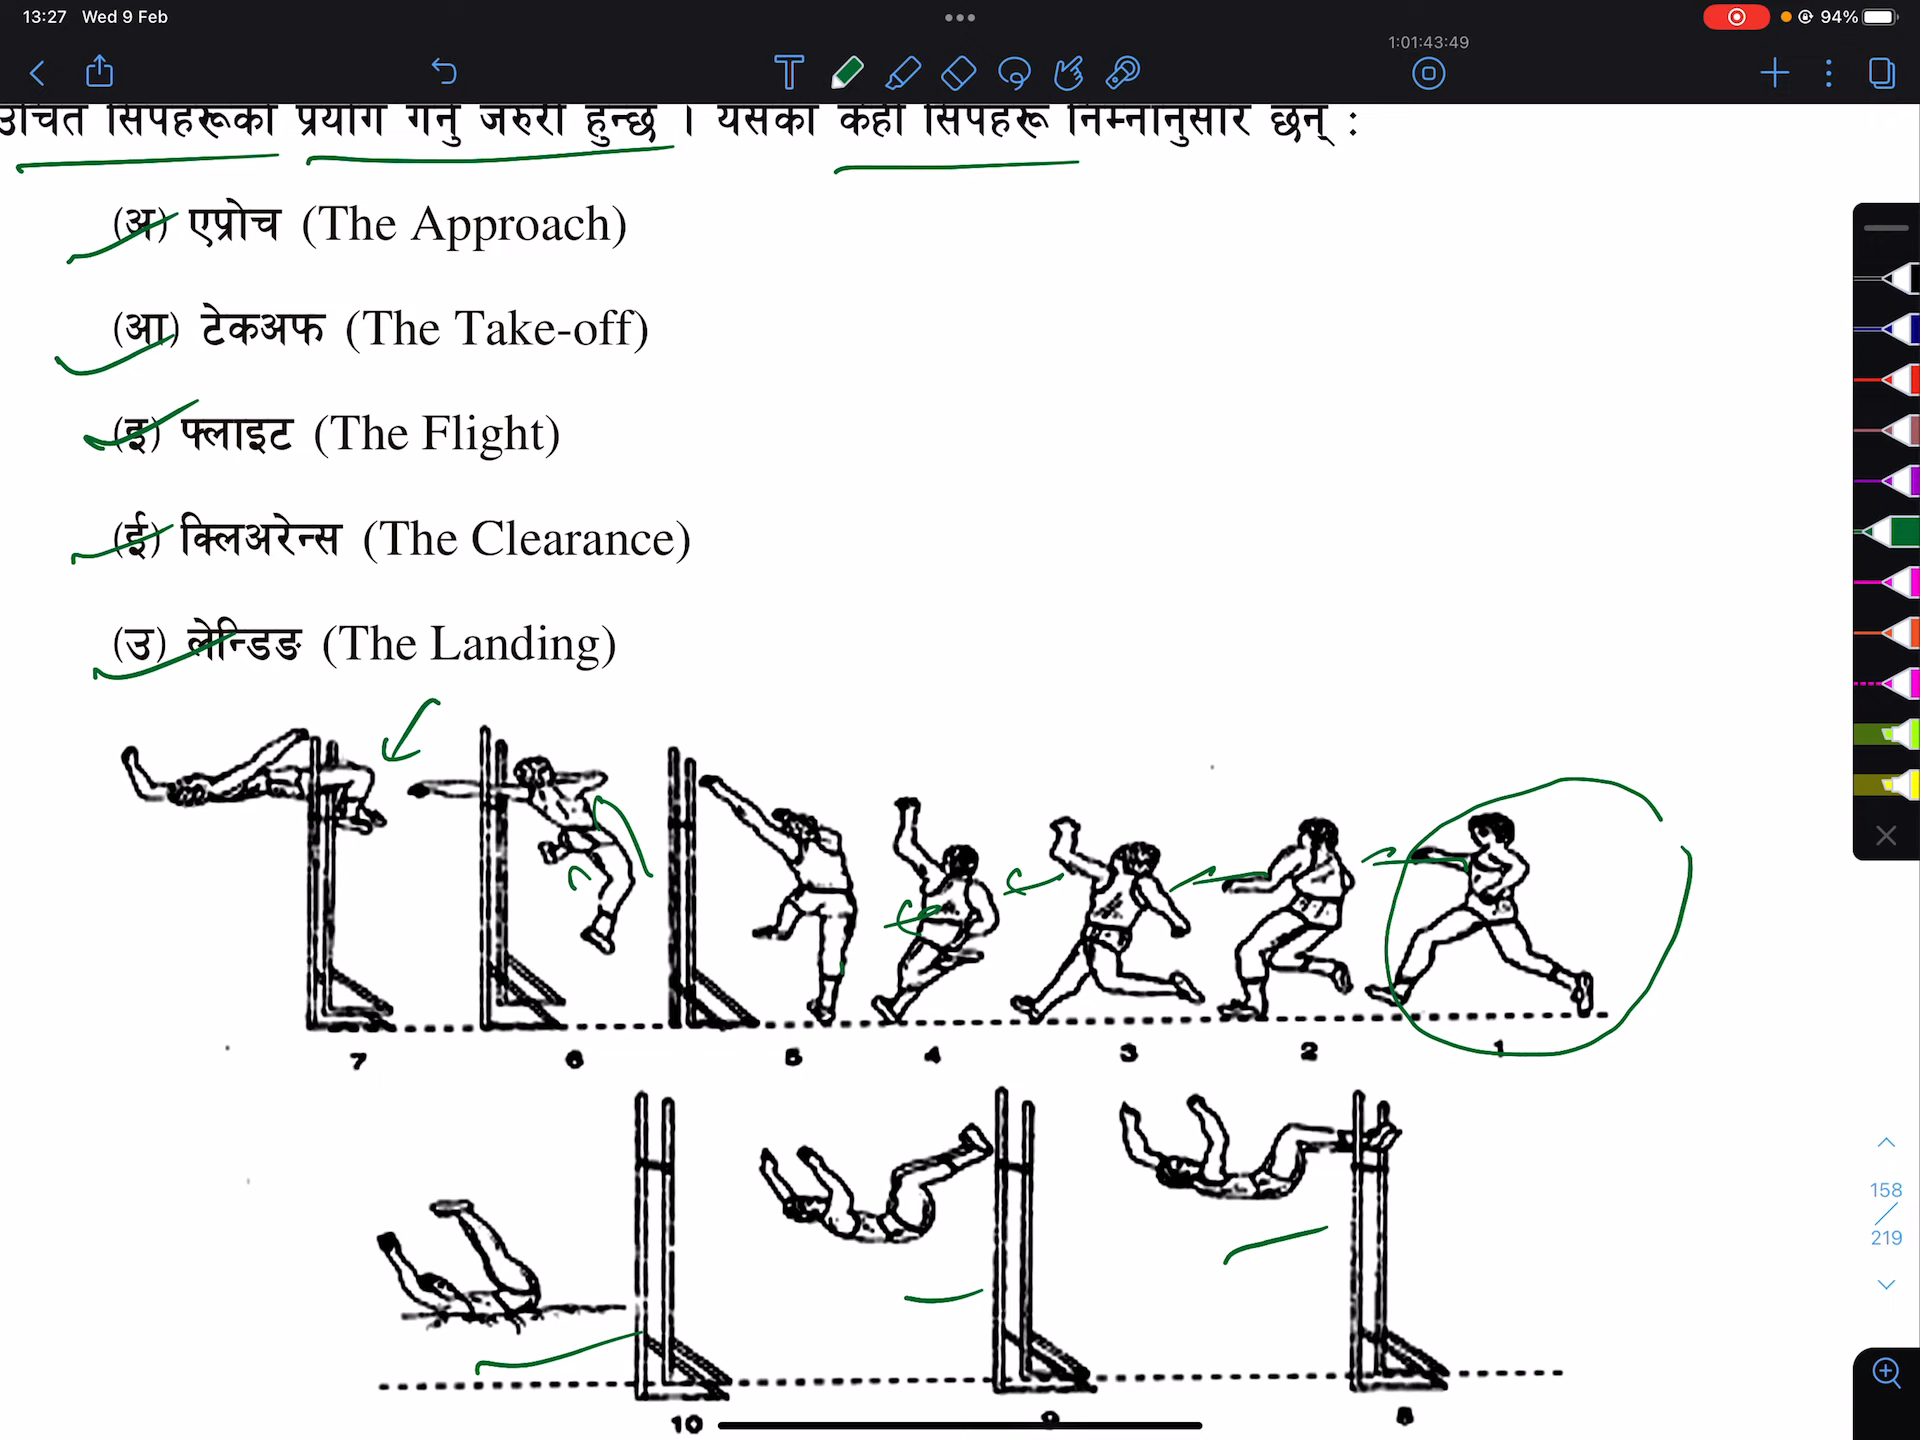 13:27 Wed 9 Feb
94%
1:01:43:49
उचित सिपहरूको प्रयोग गर्नु जरुरी हुन्छ । यसका केही सिपहरू निम्नानुसार छन् :
(अ) एप्रोच (The Approach)
(आ) टेकअफ (The Take-off)
(इ) फ्लाइट (The Flight)
(ई) क्लिअरेन्स (The Clearance)
(उ) लेन्डिङ (The Landing)
7 6 5 4 3 2 1
158
219
10 9 8